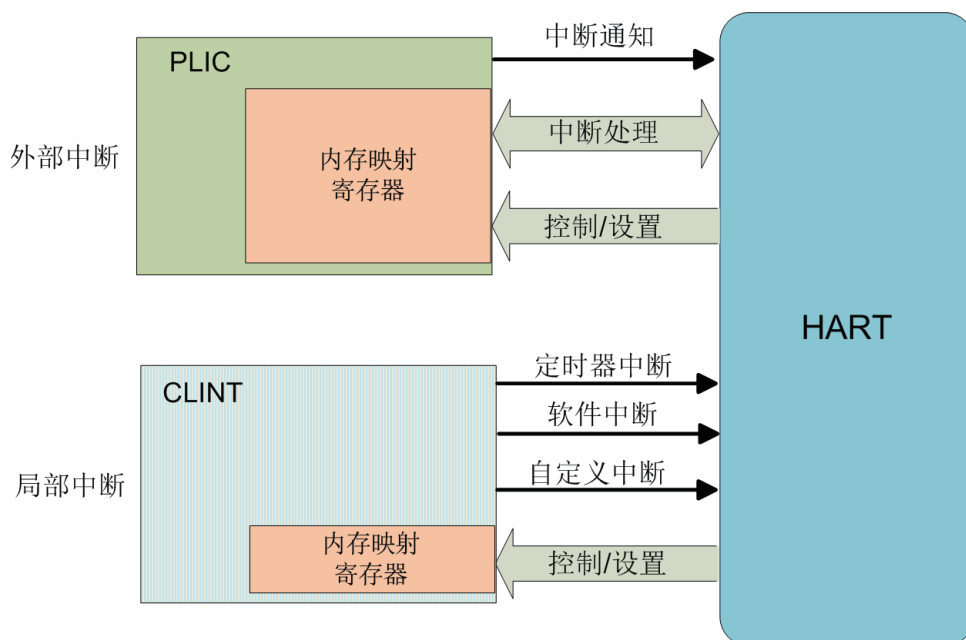 中断通知
PLIC
中断处理
外部中断
内存映射
寄存器
控制/设置
HART
定时器中断
CLINT
软件中断
自定义中断
局部中断
内存映射
寄存器
控制/设置